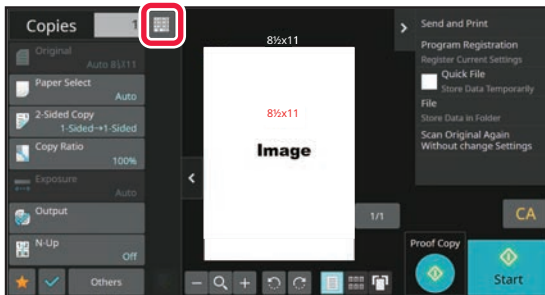 Copies 1
Original
Auto 8½11
Paper Select
Auto
2-Sided Copy
1-Sided→1-Sided
Copy Ratio
100%
Exposure
Auto
Output
N-Up
Off
Others
8½x11
8½x11
Image
1/1
Send and Print
Program Registration
Register Current Settings
Quick File
Store Data Temporarily
File
Store Data in Folder
Scan Original Again
Without change Settings
CA
Proof Copy
Start